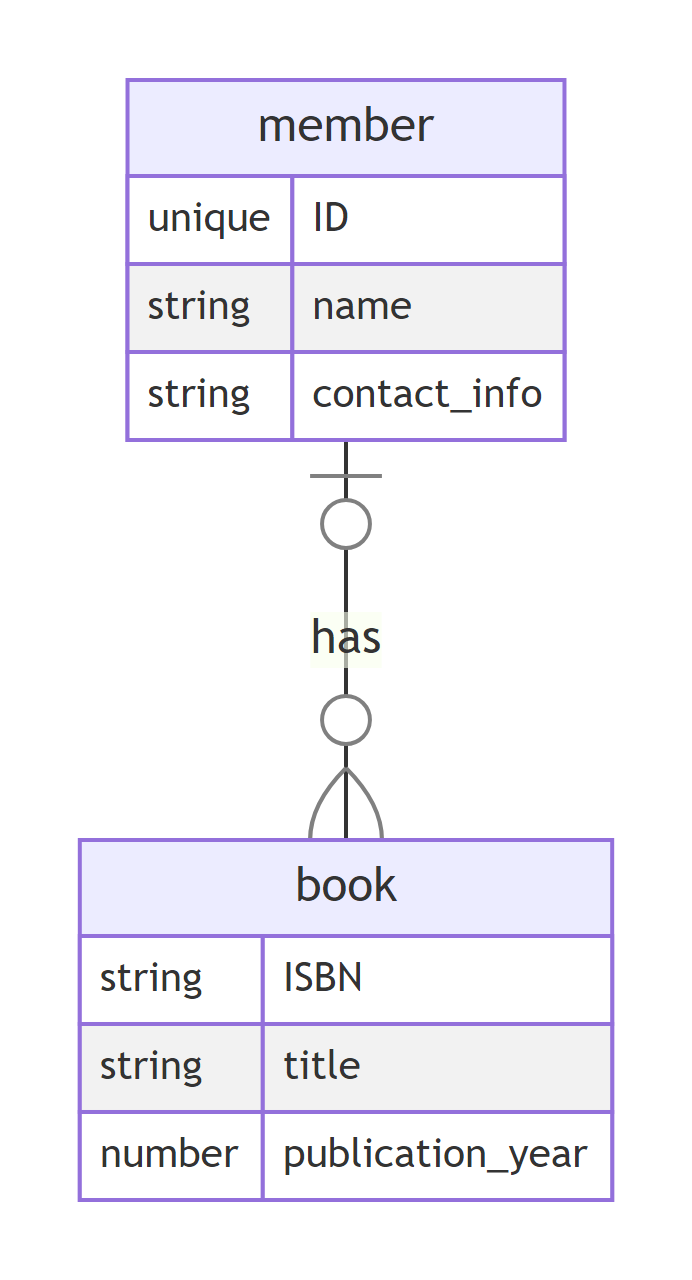 member
unique ID
string name
string contact_info
has
book
string ISBN
string title
number publication_year